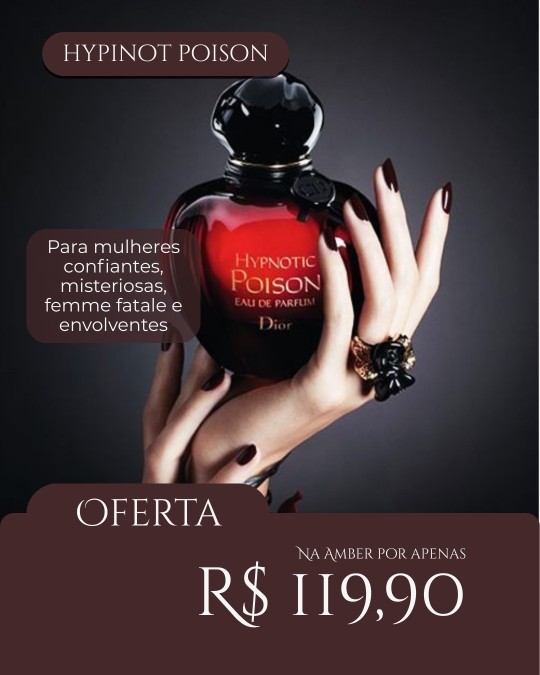 HYPINOT POISON
Para mulheres
confiantes,
misteriosas,
femme fatale e
envolventes
HYPNOTIC
POISON
EAU DE PARFUM
Dior
OFERTA
NA AMBER POR APENAS
R$ 119,90